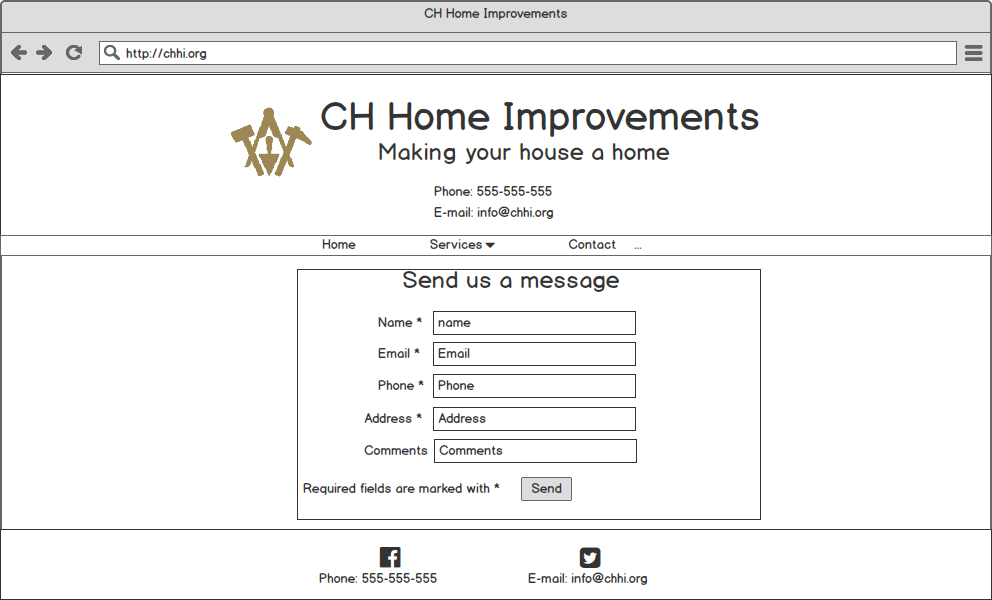 CH Home Improvements
http://chhi.org
CH Home Improvements
Making your house a home
Phone: 555-555-555
E-mail: info@chhi.org
Home Services Contact ...
Send us a message
Name * name
Email * Email
Phone * Phone
Address * Address
Comments Comments
Required fields are marked with * Send
Phone: 555-555-555 E-mail: info@chhi.org